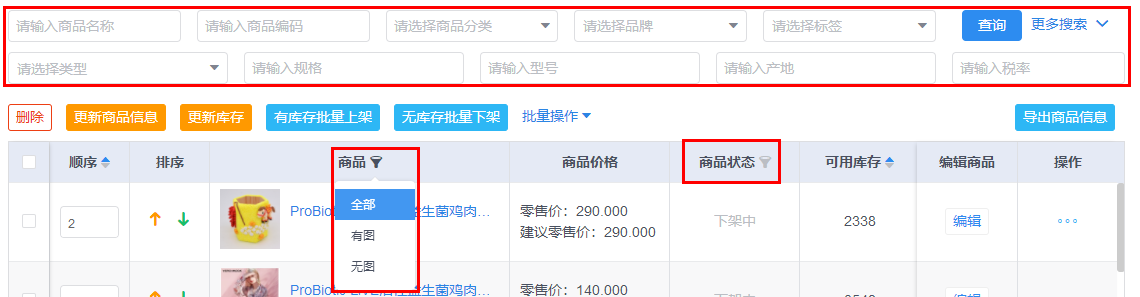 请输入商品名称 请输入商品编码 请选择商品分类 请选择商品品牌 请选择标签 查询 更多搜索
请选择类型 请输入规格 请输入型号 请输入产地 请输入税率
删除 更新商品信息 更新库存 有库存批量上架 无库存批量下架 批量操作 导出商品信息
顺序 排序 商品 商品价格 商品状态 可用库存 编辑商品 操作
全部
有图
无图
2 ProBio 生菌鸡肉... 零售价：290.000 下架中 2338 编辑
建议零售价：290.000
生菌鸡肉... 零售价：140.000